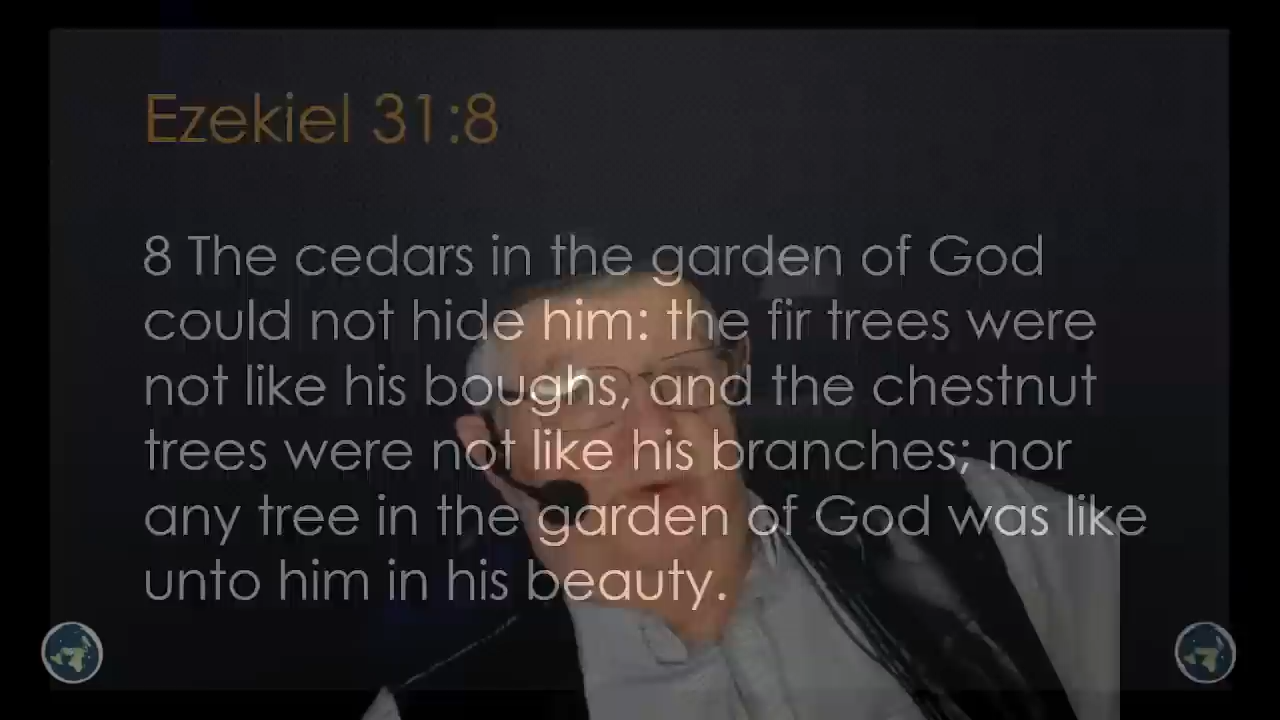 Ezekiel 31:8
8 The cedars in the garden of God
could not hide him: the fir trees were
not like his boughs, and the chestnut
trees were not like his branches; nor
any tree in the garden of God was like
unto him in his beauty.